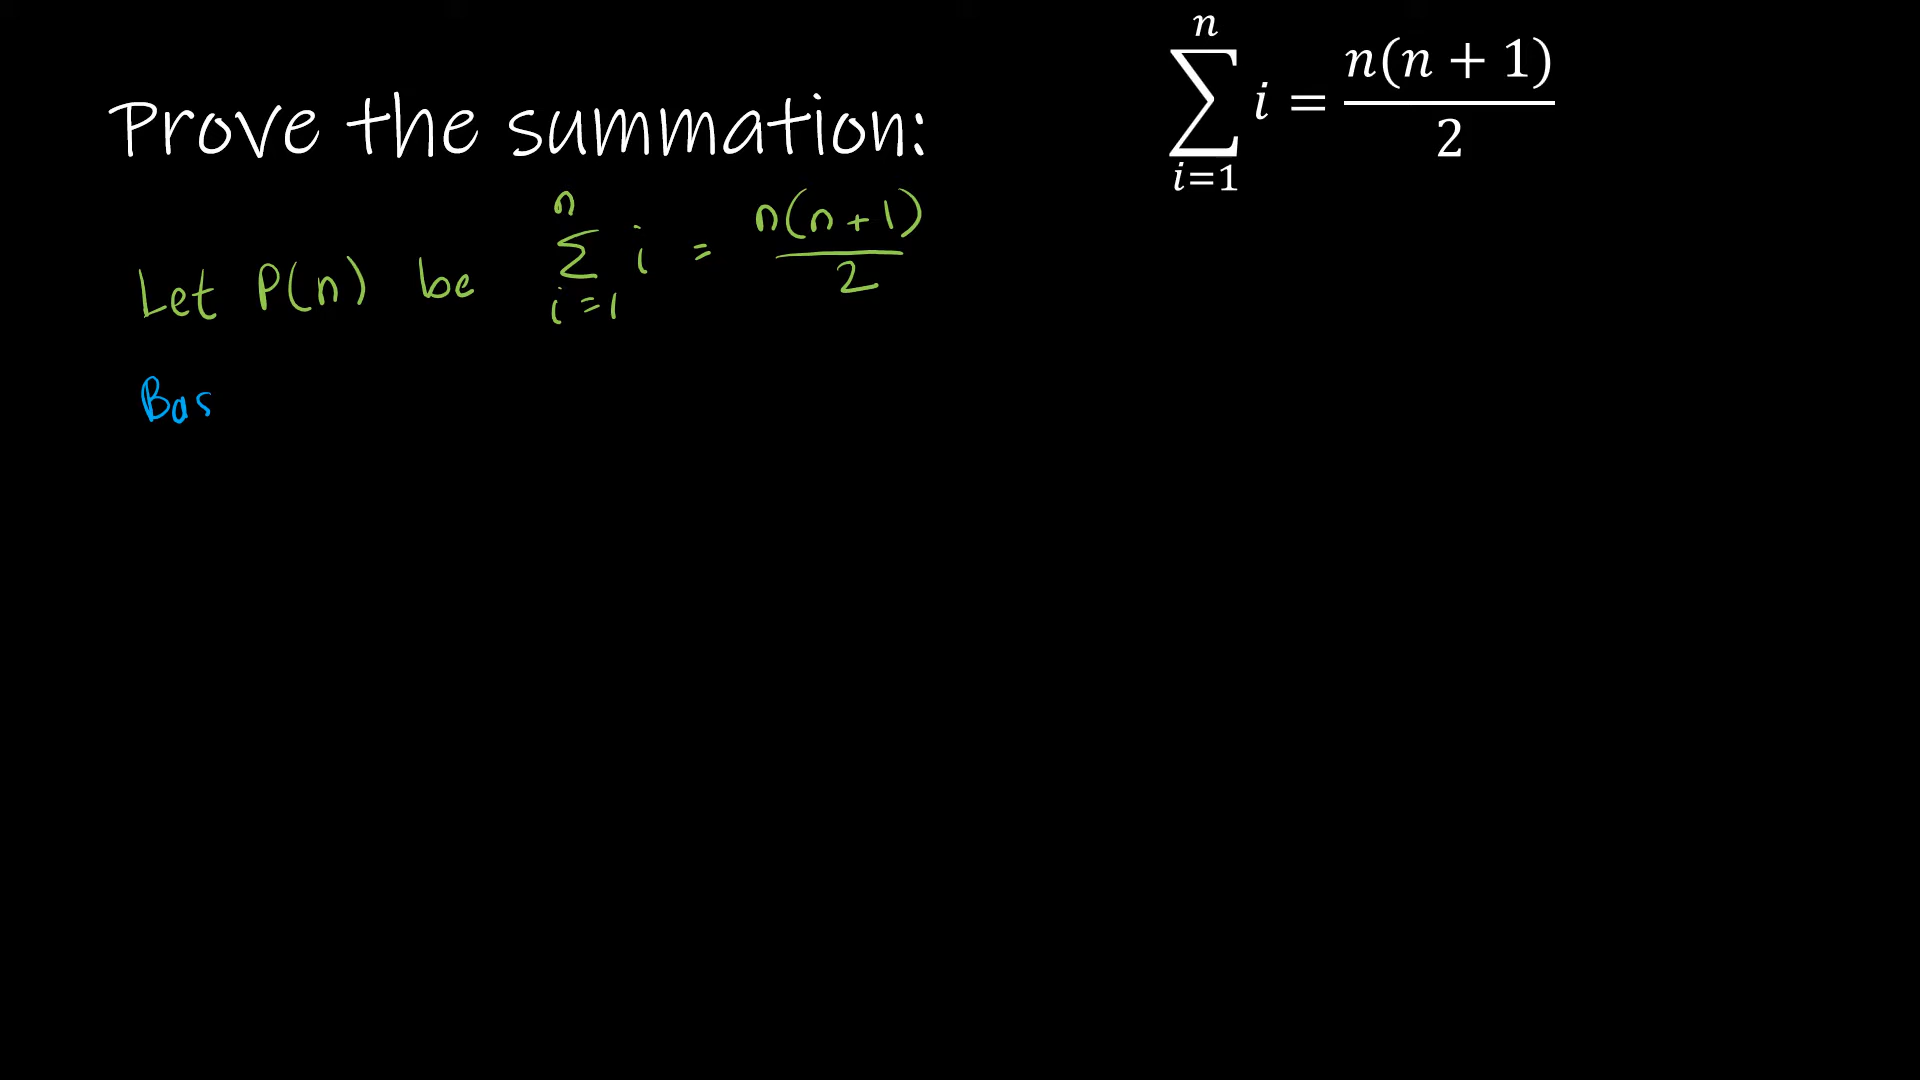 Prove the summation:
∑_{i=1}^{n} i = n(n + 1)/2
Let P(n) be ∑_{i=1}^{n} i = n(n+1)/2
Bas